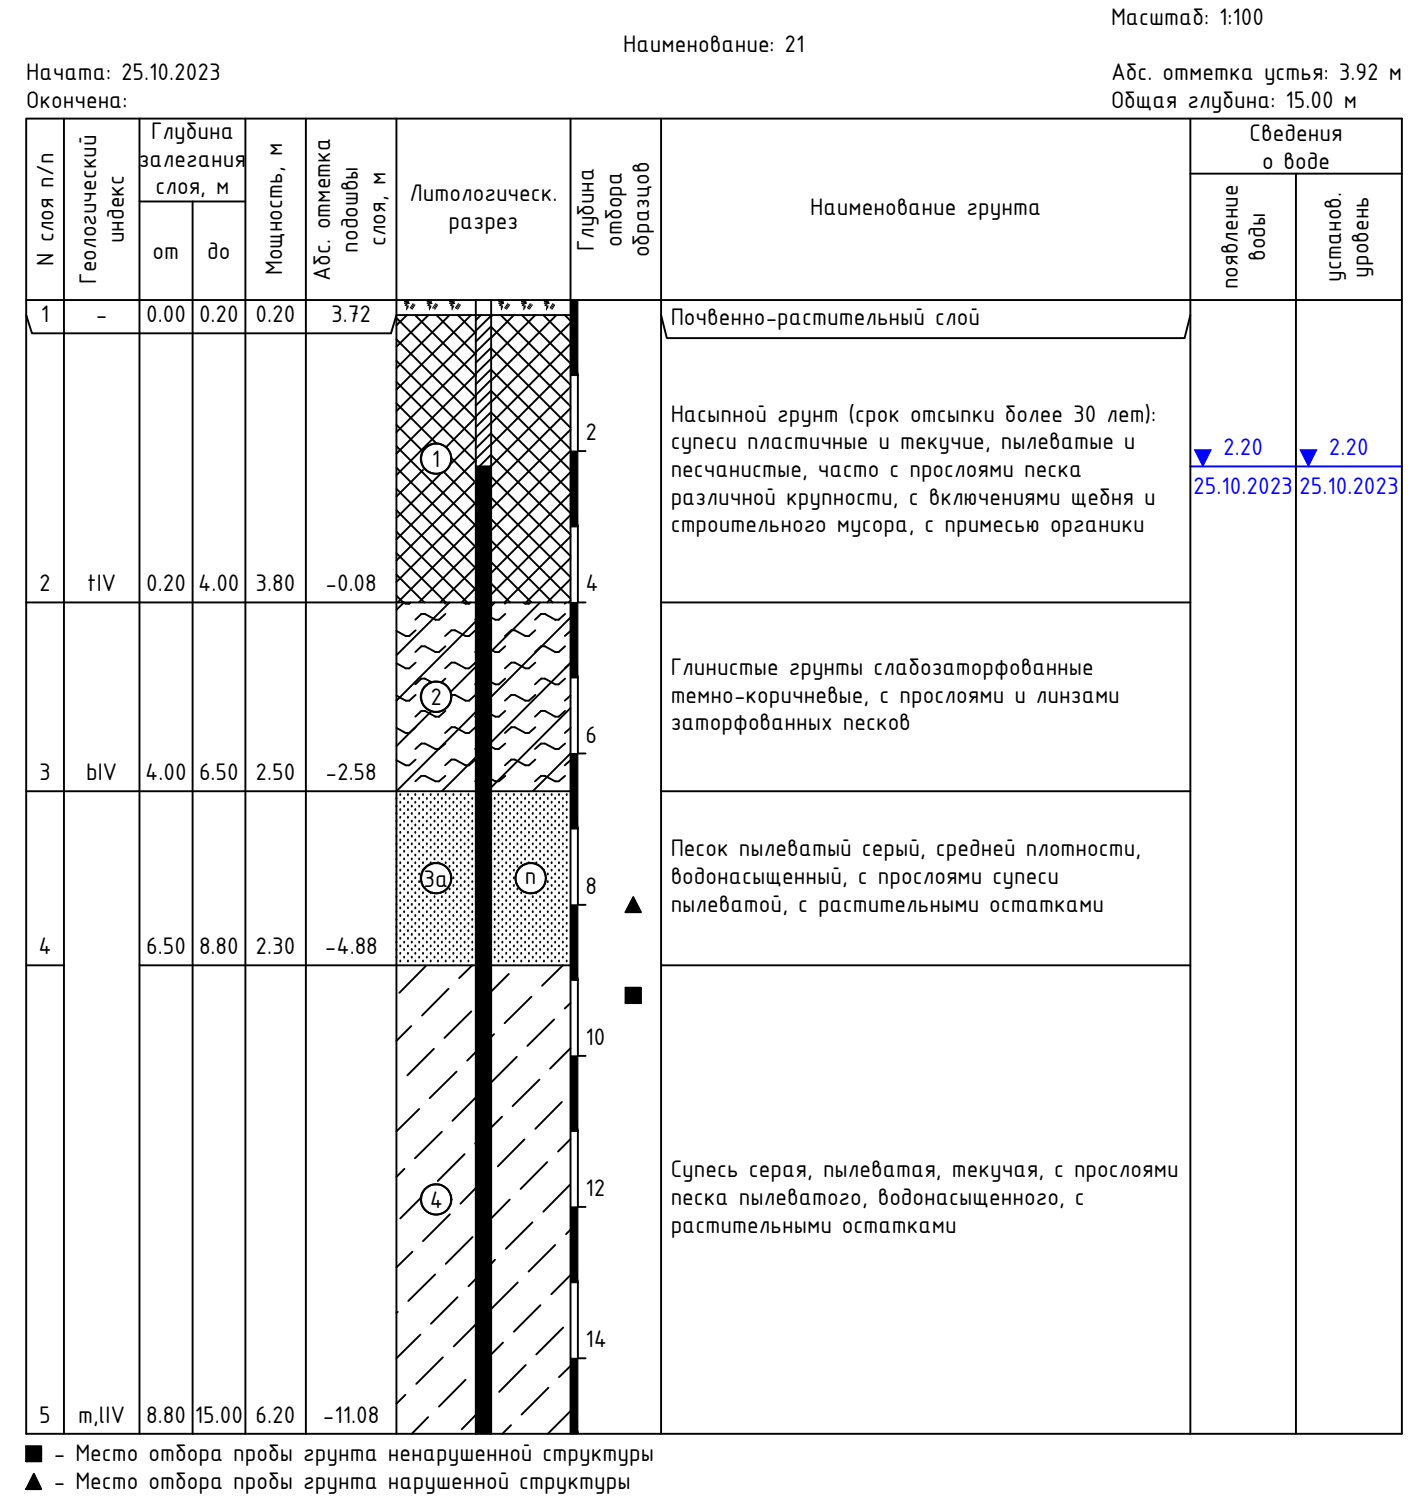 Масштаб: 1:100
Наименование: 21
Начата: 25.10.2023
Абс. отметка устья: 3.92 м
Окончена:
Общая глубина: 15.00 м
N слоя п/п
Геологический
индекс
Глубина
залегания
слоя, м
от
до
Мощность, м
Абс. отметка
подошвы
слоя, м
Литологическ.
разрез
Глубина
отбора
образцов
Наименование грунта
Сведения
о воде
появление
воды
установ.
уровень
1 - 0.00 0.20 0.20 3.72
Почвенно-растительный слой
Насыпной грунт (срок отсыпки более 30 лет):
супеси пластичные и текучие, пылеватые и
песчанистые, часто с прослоями песка
различной крупности, с включениями щебня и
строительного мусора, с примесью органики
1
2
2.20
25.10.2023
2.20
25.10.2023
2 tIV 0.20 4.00 3.80 -0.08
4
Глинистые грунты слабозаторфованные
темно-коричневые, с прослоями и линзами
заторфованных песков
2
6
3 bIV 4.00 6.50 2.50 -2.58
Песок пылеватый серый, средней плотности,
водонасыщенный, с прослоями супеси
пылеватой, с растительными остатками
3а
п
8
4 6.50 8.80 2.30 -4.88
10
Супесь серая, пылеватая, текучая, с прослоями
песка пылеватого, водонасыщенного, с
растительными остатками
4
12
14
5 m,lIV 8.80 15.00 6.20 -11.08
- Место отбора пробы грунта ненарушенной структуры
- Место отбора пробы грунта нарушенной структуры